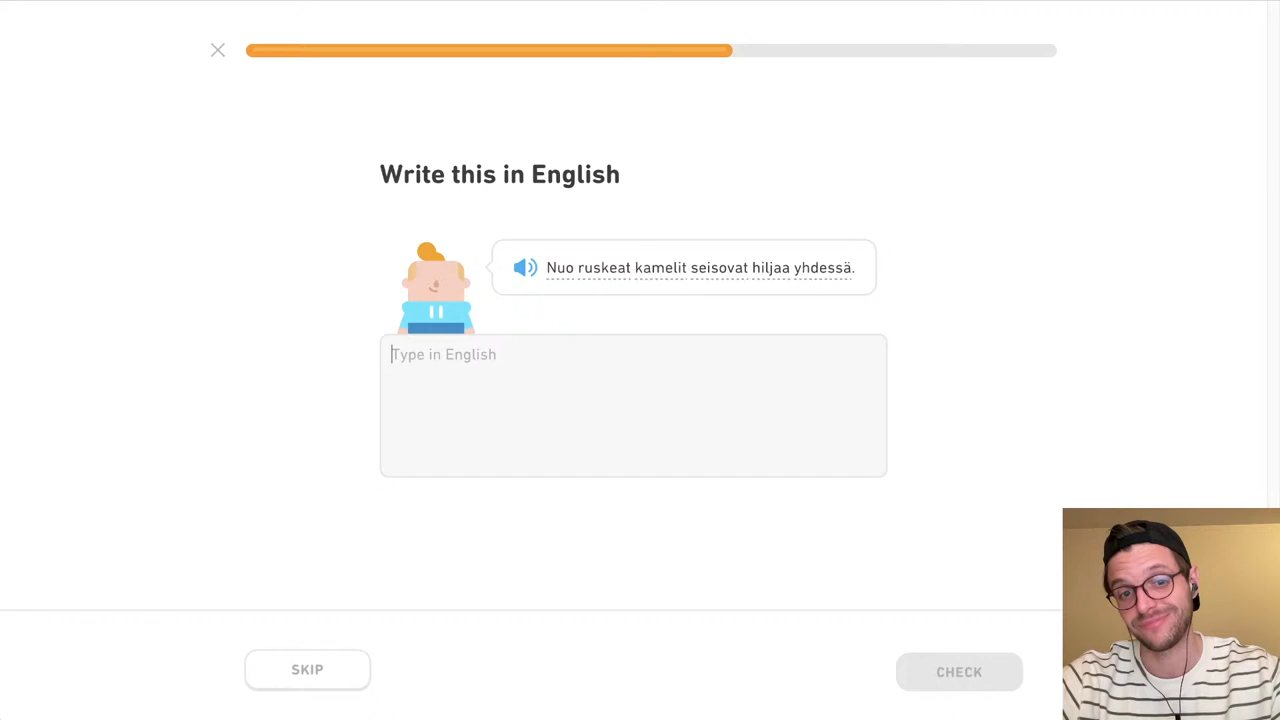 Write this in English
Nuo ruskeat kamelit seisovat hiljaa yhdessä.
Type in English
SKIP
CHECK